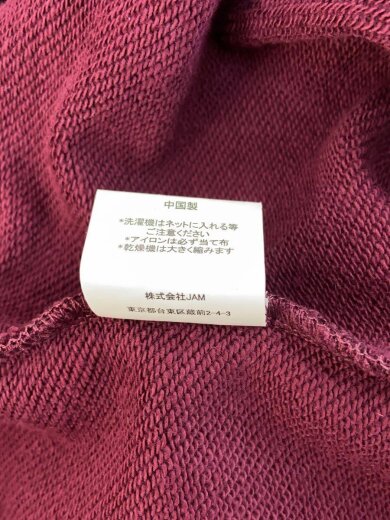 中国製
*洗濯機はネットに入れる等
ご注意ください
*アイロンは必ず当て布
*乾燥機は大きく縮みます
株式会社JAM
東京都台東区蔵前2-4-3